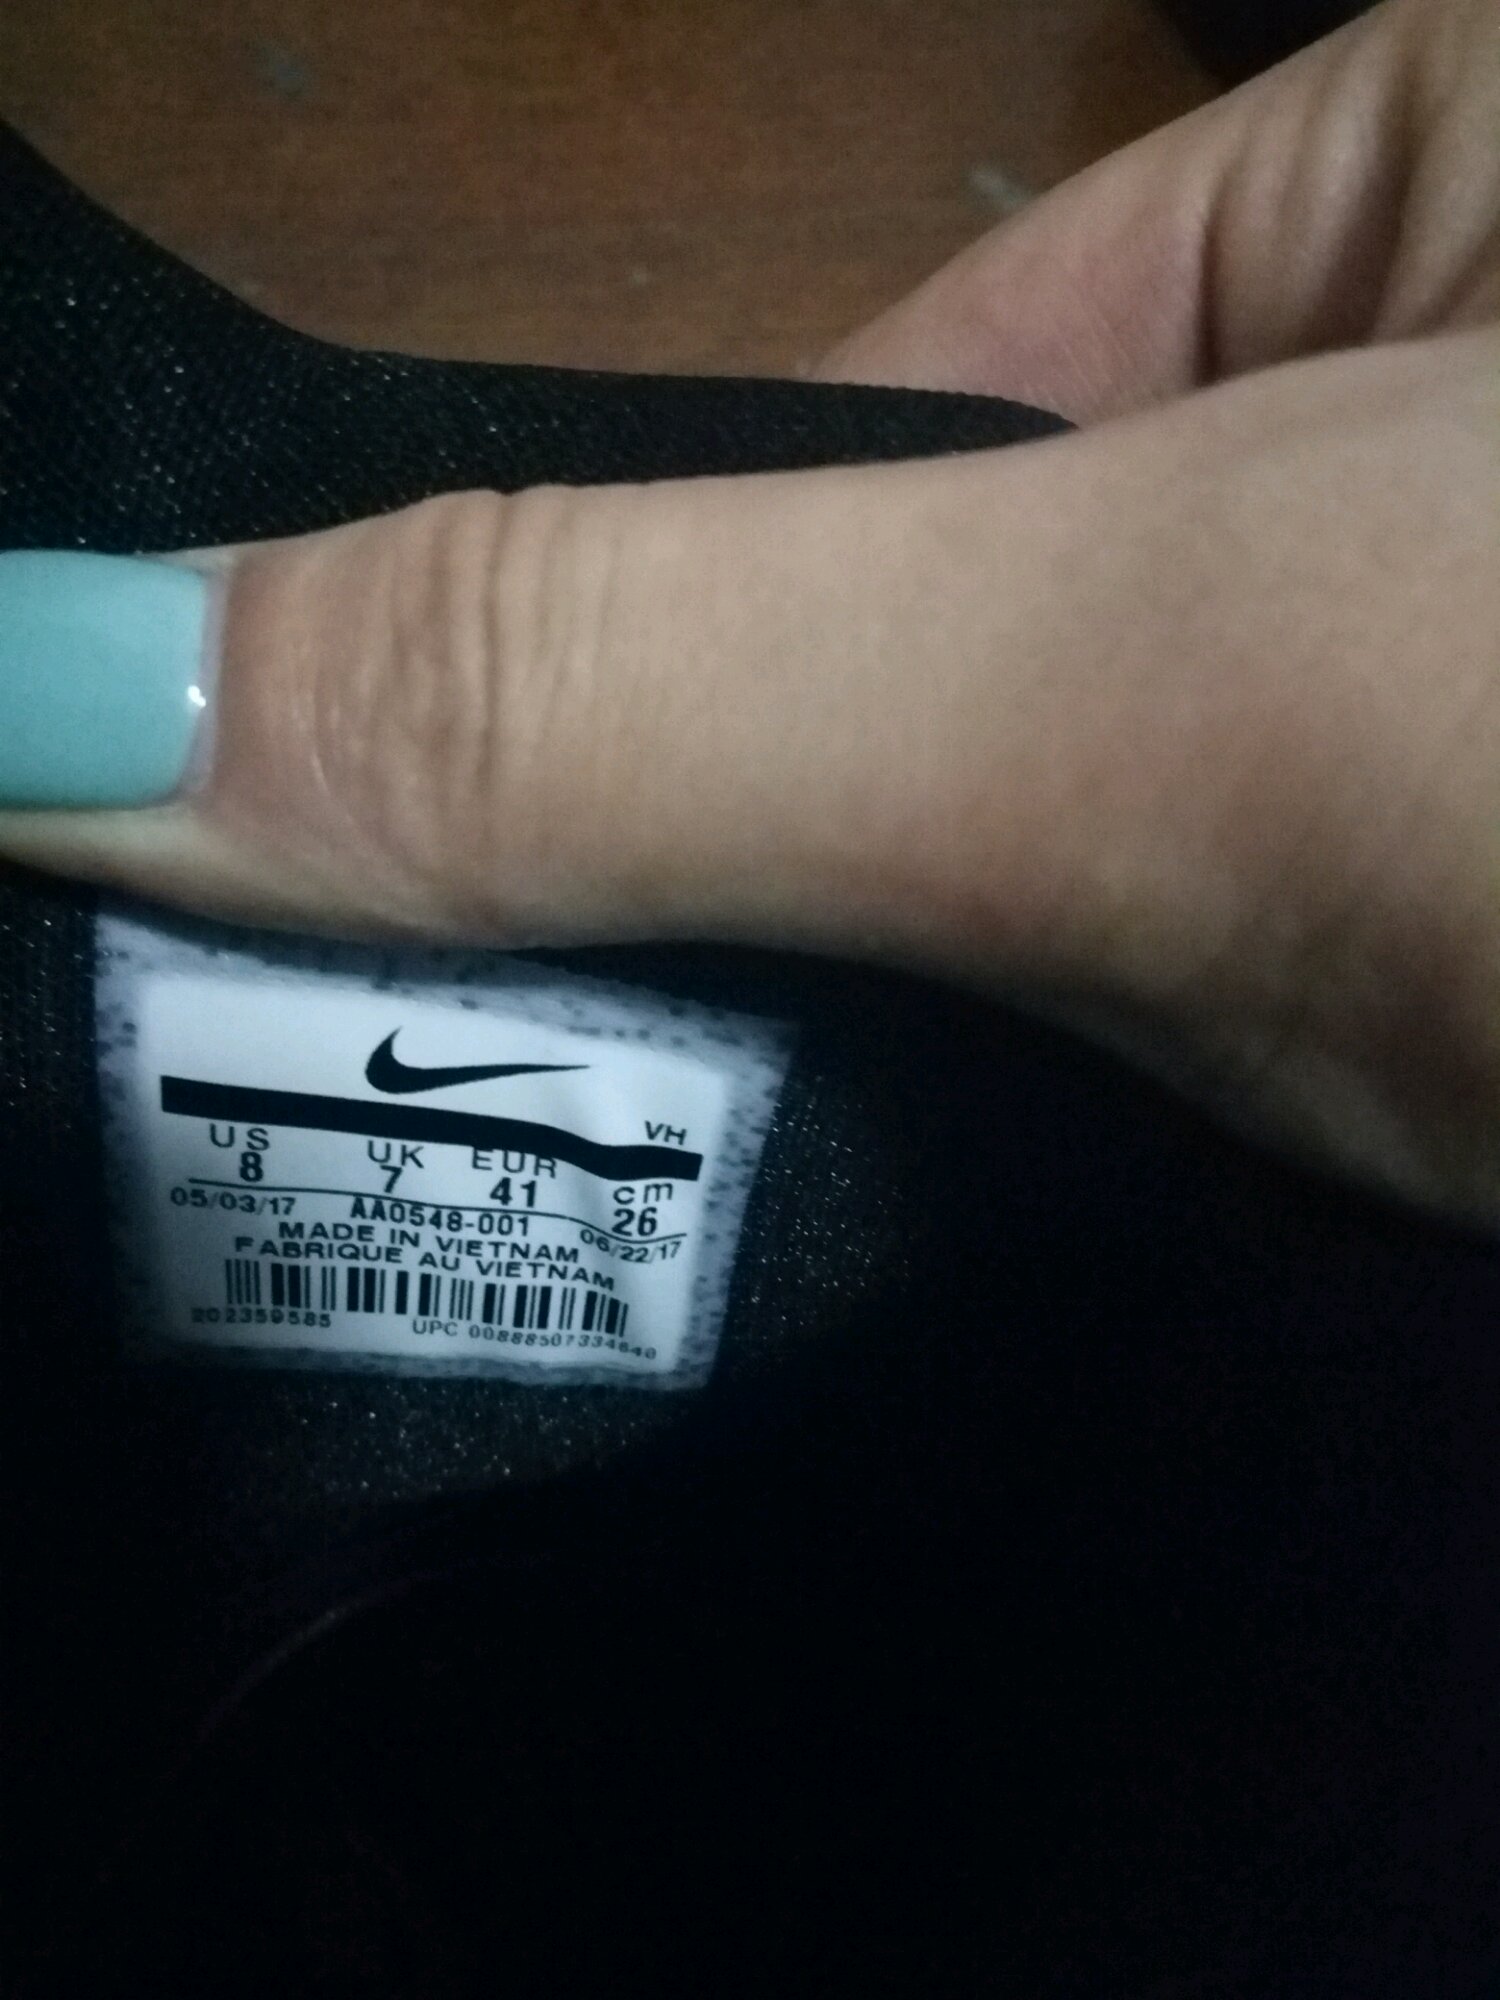 VH
US UK EUR cm
8 7 41 26
05/03/17 AA0548-001 06/22/17
MADE IN VIETNAM
FABRIQUE AU VIETNAM
202359585 UPC 00888507334640